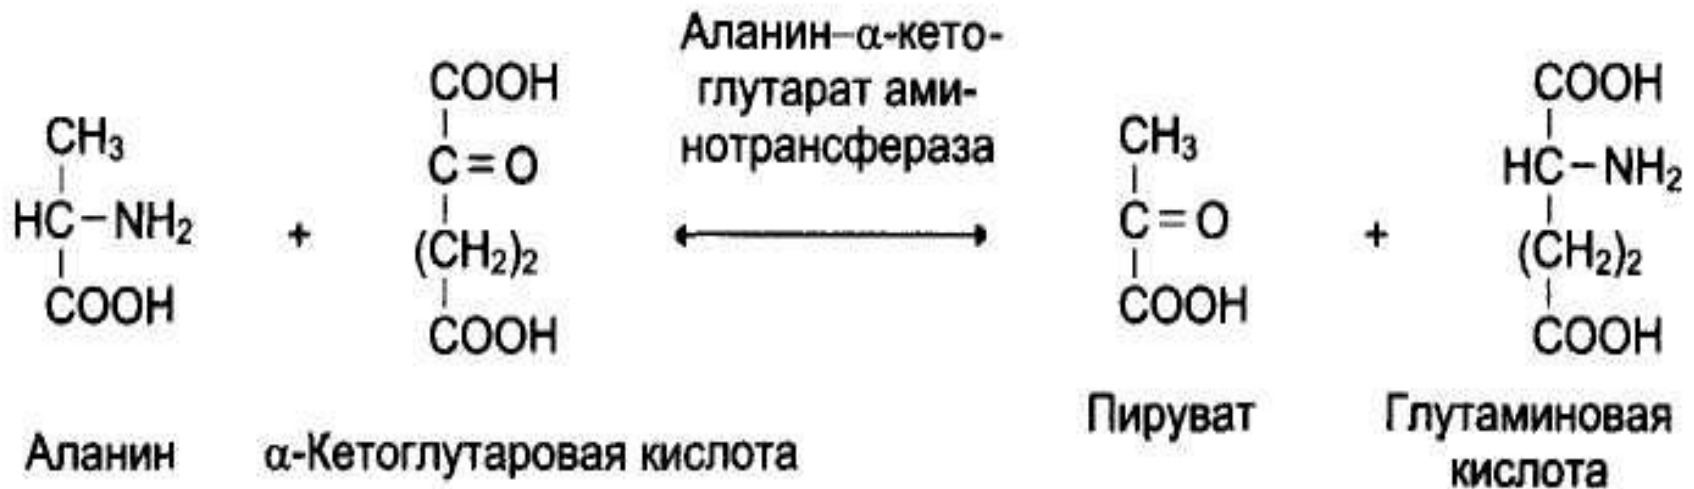 Аланин–α-кето-
глутарат ами-
нотрансфераза
CH₃
HC–NH₂
COOH
+
COOH
C=O
(CH₂)₂
COOH
CH₃
C=O
COOH
+
COOH
HC–NH₂
(CH₂)₂
COOH
Аланин
α-Кетоглутаровая кислота
Пируват
Глутаминовая
кислота